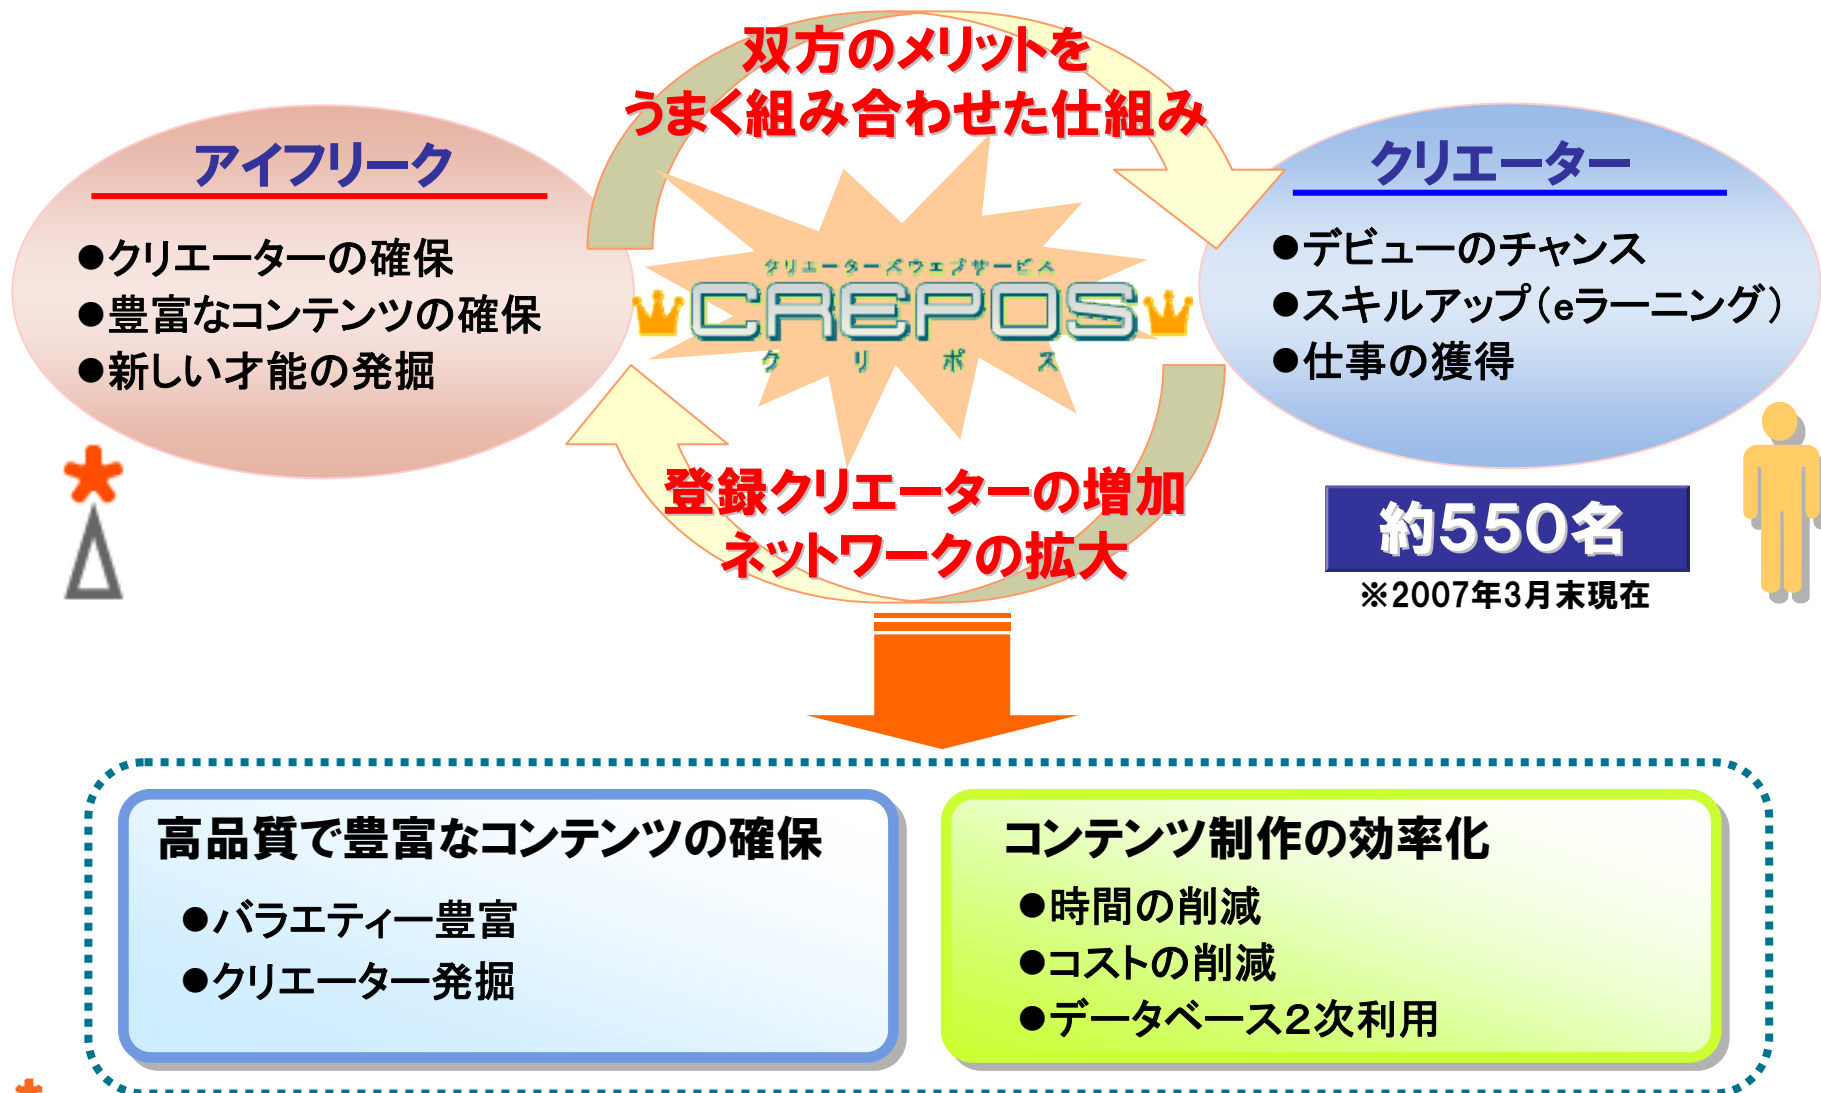 双方のメリットを
うまく組み合わせた仕組み
アイフリーク
●クリエーターの確保
●豊富なコンテンツの確保
●新しい才能の発掘
クリエーターズウェブサービス
CREPOS
クリポス
クリエーター
●デビューのチャンス
●スキルアップ（eラーニング）
●仕事の獲得
登録クリエーターの増加
ネットワークの拡大
約550名
※2007年3月末現在
高品質で豊富なコンテンツの確保
●バラエティー豊富
●クリエーター発掘
コンテンツ制作の効率化
●時間の削減
●コストの削減
●データベース２次利用